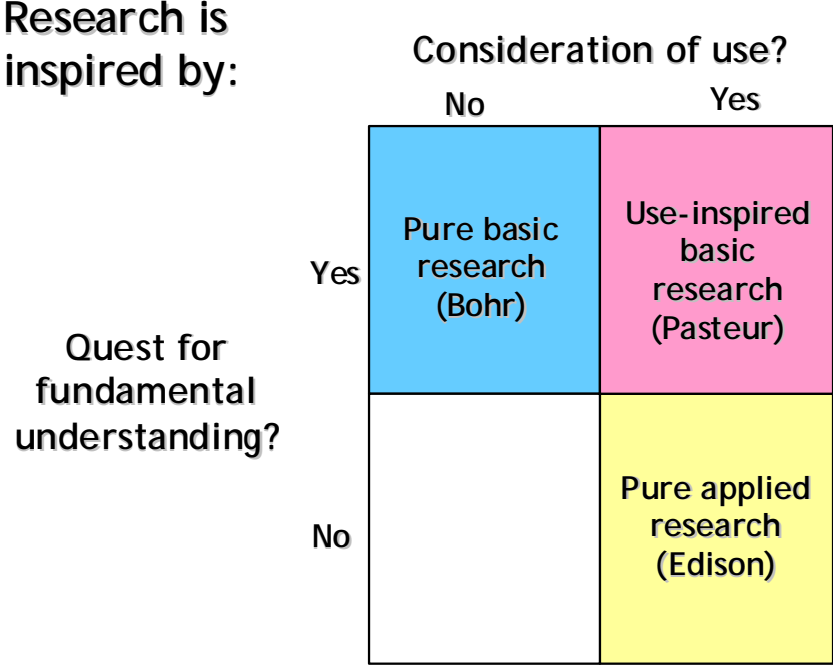 Research is
inspired by:
Consideration of use?
No
Yes
Yes
Pure basic
research
(Bohr)
Use-inspired
basic
research
(Pasteur)
Quest for
fundamental
understanding?
No
Pure applied
research
(Edison)